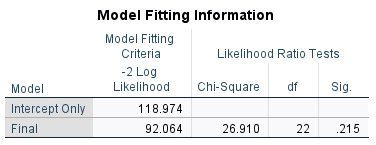 Model Fitting Information
Model Fitting
Criteria
Likelihood Ratio Tests
Model
-2 Log
Likelihood
Chi-Square
df
Sig.
Intercept Only
118.974
Final
92.064
26.910
22
.215